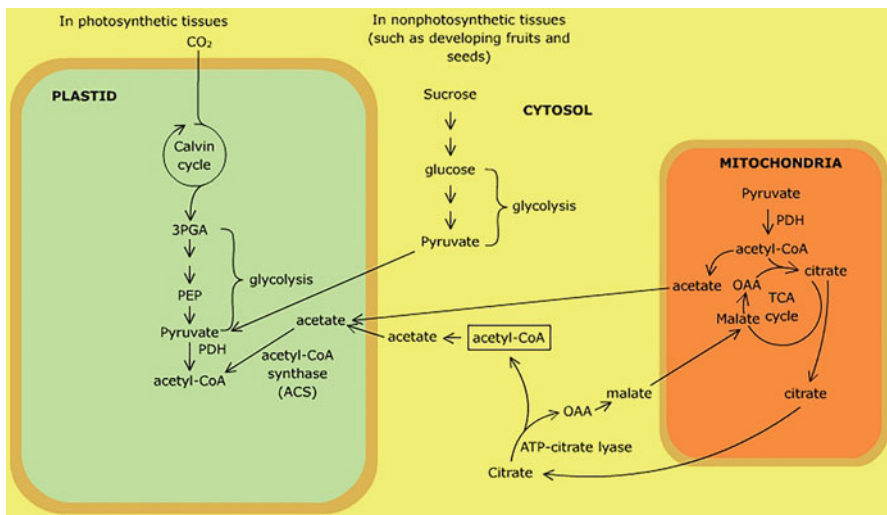 In photosynthetic tissues
CO₂
In nonphotosynthetic tissues
(such as developing fruits and
seeds)
PLASTID
Calvin
cycle
3PGA
glycolysis
PEP
Pyruvate
PDH
acetyl-CoA
acetate
acetyl-CoA
synthase
(ACS)
Sucrose
CYTOSOL
glucose
glycolysis
Pyruvate
acetate
acetyl-CoA
OAA
malate
ATP-citrate lyase
Citrate
MITOCHONDRIA
Pyruvate
PDH
acetyl-CoA
acetate
OAA
citrate
TCA
cycle
Malate
citrate